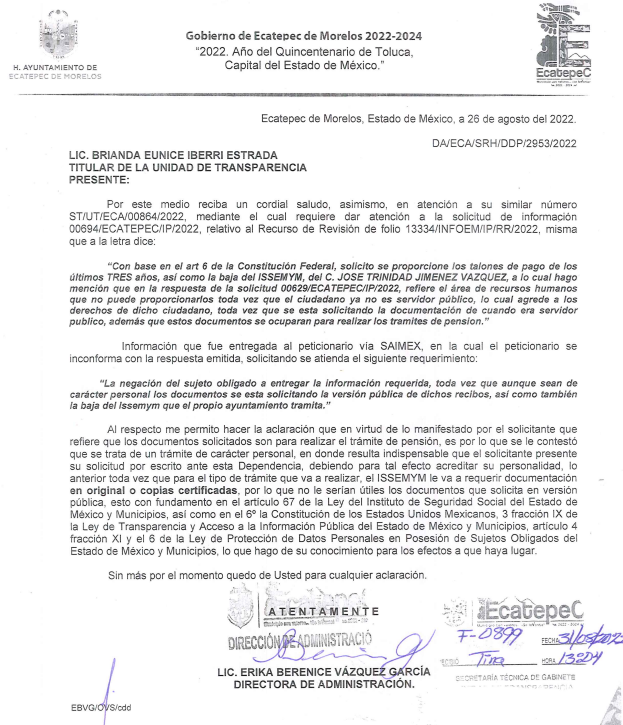 Gobierno de Ecatepec de Morelos 2022-2024
"2022. Año del Quincentenario de Toluca,
Capital del Estado de México."
H. AYUNTAMIENTO DE
ECATEPEC DE MORELOS
EcatepeC
Ecatepec de Morelos, Estado de México, a 26 de agosto del 2022.
DA/ECA/SRH/DDP/2953/2022
LIC. BRIANDA EUNICE IBERRI ESTRADA
TITULAR DE LA UNIDAD DE TRANSPARENCIA
PRESENTE:
Por este medio reciba un cordial saludo, asimismo, en atención a su similar número
ST/UT/ECA/00864/2022, mediante el cual requiere dar atención a la solicitud de información
00694/ECATEPEC/IP/2022, relativo al Recurso de Revisión de folio 13334/INFOEM/IP/RR/2022, misma
que a la letra dice:
"Con base en el art 6 de la Constitución Federal, solicito se proporcione los talones de pago de los
últimos TRES años, así como la baja del ISSEMYM, del C. JOSE TRINIDAD JIMENEZ VAZQUEZ, a lo cual hago
mención que en la respuesta de la solicitud 00629/ECATEPEC/IP/2022, refiere el área de recursos humanos
que no puede proporcionarlos toda vez que el ciudadano ya no es servidor público, lo cual agrede a los
derechos de dicho ciudadano, toda vez que se esta solicitando la documentación de cuando era servidor
publico, además que estos documentos se ocuparan para realizar los tramites de pension."
Información que fue entregada al peticionario vía SAIMEX, en la cual el peticionario se
inconforma con la respuesta emitida, solicitando se atienda el siguiente requerimiento:
"La negación del sujeto obligado a entregar la información requerida, toda vez que aunque sean de
carácter personal los documentos se esta solicitando la versión pública de dichos recibos, así como también
la baja del Issemym que el propio ayuntamiento tramita."
Al respecto me permito hacer la aclaración que en virtud de lo manifestado por el solicitante que
refiere que los documentos solicitados son para realizar el trámite de pensión, es por lo que se le contestó
que se trata de un trámite de carácter personal, en donde resulta indispensable que el solicitante presente
su solicitud por escrito ante esta Dependencia, debiendo para tal efecto acreditar su personalidad, lo
anterior toda vez que para el tipo de trámite que va a realizar, el ISSEMYM le va a requerir documentación
en original o copias certificadas, por lo que no le serían útiles los documentos que solicita en versión
pública, esto con fundamento en el artículo 67 de la Ley del Instituto de Seguridad Social del Estado de
México y Municipios, así como en el 6º la Constitución de los Estados Unidos Mexicanos, 3 fracción IX de
la Ley de Transparencia y Acceso a la Información Pública del Estado de México y Municipios, artículo 4
fracción XI y el 6 de la Ley de Protección de Datos Personales en Posesión de Sujetos Obligados del
Estado de México y Municipios, lo que hago de su conocimiento para los efectos a que haya lugar.
Sin más por el momento quedo de Usted para cualquier aclaración.
ATENTAMENTE
DIRECCIÓN DE ADMINISTRACIÓ
LIC. ERIKA BERENICE VÁZQUEZ GARCÍA
DIRECTORA DE ADMINISTRACIÓN.
EcatepeC
F-0899 FECHA 31/08/2022
Tina HORA 13:04
SECRETARÍA TÉCNICA DE GABINETE
EBVG/OVS/cdd